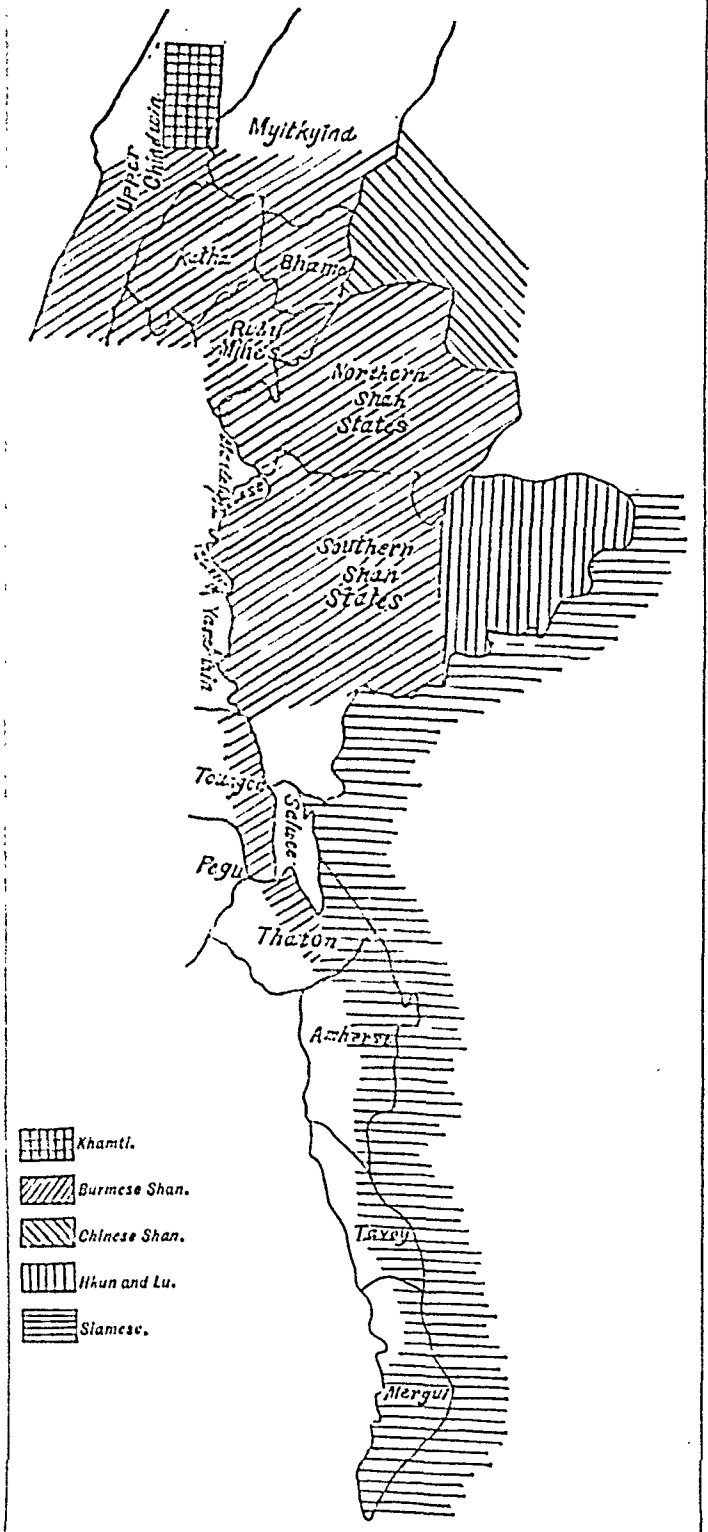 Myitkyina
Upper
Chindwin
Katha
Bhamo
Ruby
Mines
Northern
Shan
States
Southern
Shan
States
Yamethin
Toungoo
Salween
Pegu
Thaton
Amherst
Tavoy
Mergui
Khamti.
Burmese Shan.
Chinese Shan.
Hkun and Lu.
Siamese.